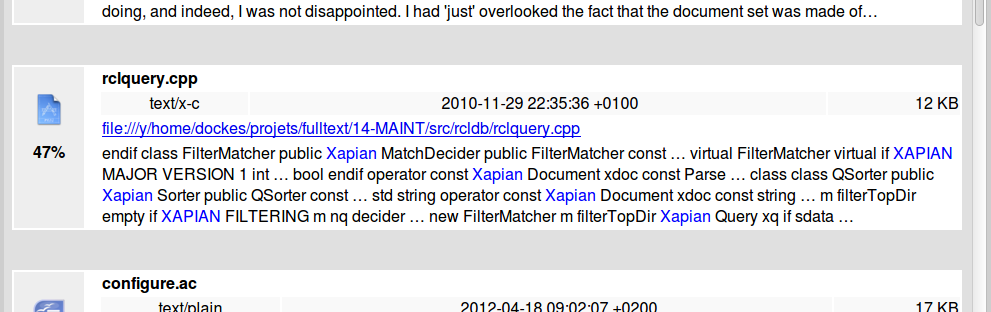 doing, and indeed, I was not disappointed. I had 'just' overlooked the fact that the document set was made of…
rclquery.cpp
text/x-c 2010-11-29 22:35:36 +0100 12 KB
file:///y/home/dockes/projets/fulltext/14-MAINT/src/rcldb/rclquery.cpp
47%
endif class FilterMatcher public Xapian MatchDecider public FilterMatcher const … virtual FilterMatcher virtual if XAPIAN
MAJOR VERSION 1 int … bool endif operator const Xapian Document xdoc const Parse … class class QSorter public
Xapian Sorter public QSorter const … std string operator const Xapian Document xdoc const string … m filterTopDir
empty if XAPIAN FILTERING m nq decider … new FilterMatcher m filterTopDir Xapian Query xq if sdata …
configure.ac
text/plain 2012-04-18 09:02:07 +0200 17 KB